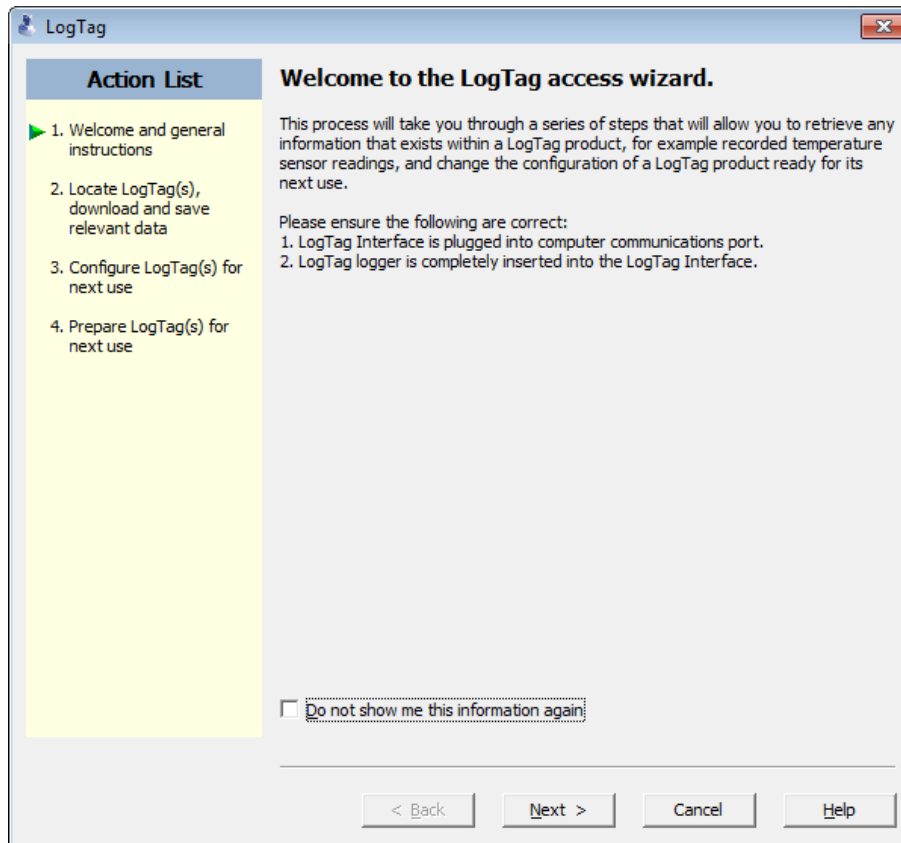 LogTag
Action List
1. Welcome and general
instructions
2. Locate LogTag(s),
download and save
relevant data
3. Configure LogTag(s) for
next use
4. Prepare LogTag(s) for
next use
Welcome to the LogTag access wizard.
This process will take you through a series of steps that will allow you to retrieve any
information that exists within a LogTag product, for example recorded temperature
sensor readings, and change the configuration of a LogTag product ready for its
next use.
Please ensure the following are correct:
1. LogTag Interface is plugged into computer communications port.
2. LogTag logger is completely inserted into the LogTag Interface.
Do not show me this information again
< Back
Next >
Cancel
Help